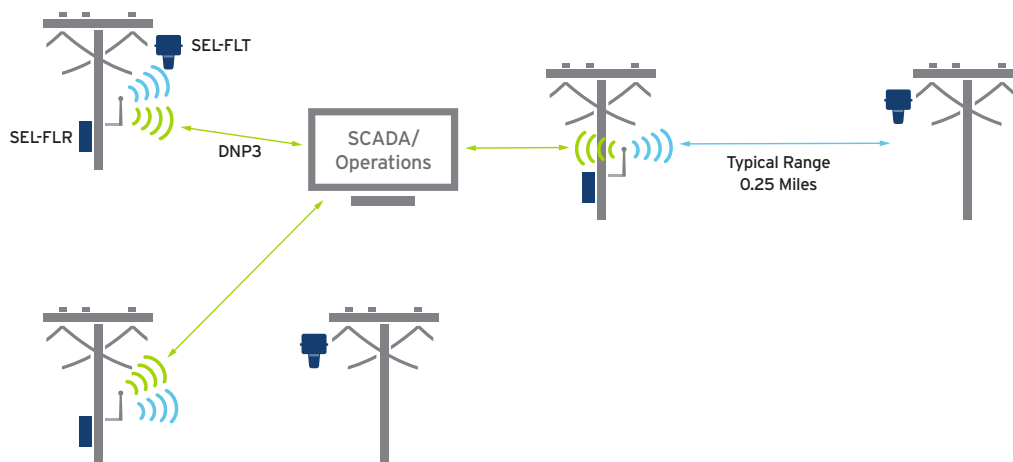 SEL-FLT
SEL-FLR
DNP3
SCADA/
Operations
Typical Range
0.25 Miles